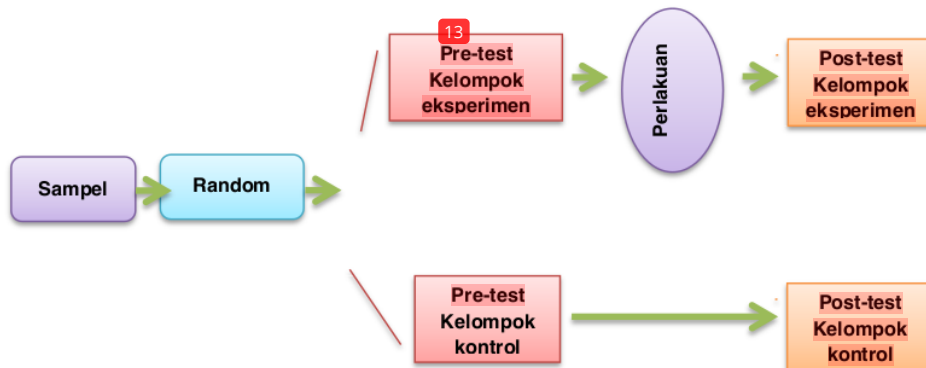 13
Pre-test
Kelompok
eksperimen
Perlakuan
Post-test
Kelompok
eksperimen
Sampel
Random
Pre-test
Kelompok
kontrol
Post-test
Kelompok
kontrol